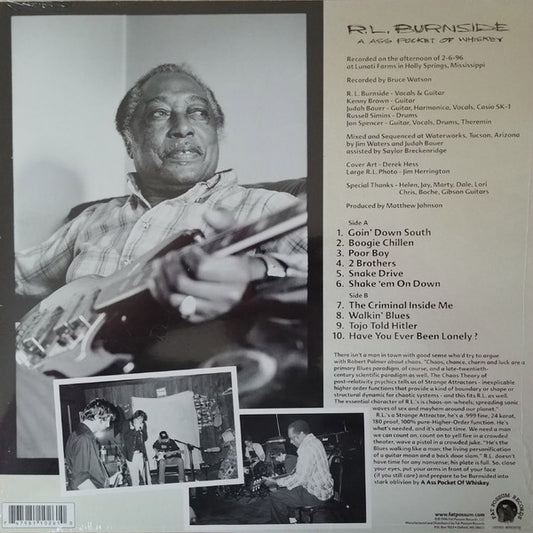 R.L. BURNSIDE
A ASS POCKET OF WHISKEY
Recorded on the afternoon of 2-6-96
at Lunati Farms in Holly Springs, Mississippi
Recorded by Bruce Watson
R. L. Burnside - Vocals & Guitar
Kenny Brown - Guitar
Judah Bauer - Guitar, Harmonica, Vocals, Casio SK-1
Russell Simins - Drums
Jon Spencer - Guitar, Vocals, Drums, Theremin
Mixed and Sequenced at Waterworks, Tucson, Arizona
by Jim Waters and Judah Bauer
assisted by Saylor Breckenridge
Cover Art - Derek Hess
Large R.L. Photo - Jim Herrington
Special Thanks - Helen, Jay, Marty, Dale, Lori
Chris, Boche, Gibson Guitars
Produced by Matthew Johnson
Side A
1. Goin' Down South
2. Boogie Chillen
3. Poor Boy
4. 2 Brothers
5. Snake Drive
6. Shake 'em On Down
Side B
7. The Criminal Inside Me
8. Walkin' Blues
9. Tojo Told Hitler
10. Have You Ever Been Lonely?
There isn't a man in town with good sense who'd try to argue
with Robert Palmer about chaos. "Chaos, chance, charm and luck are a
primary Blues paradigm, of course, and a late-twentieth-
century scientific paradigm as well. The Chaos Theory of
post-relativity psychics tells us of Strange Attractors - inexplicable
higher order functions that provide a kind of boundary or shape or
structural dynamic for chaotic systems - and this fits R.L. as well.
The essential character of R.L.'s is chaos-on-wheels; spreading sonic
waves of sex and mayhem around our planet."
R.L.'s a Strange Attractor, he's a .999 fine, 24 karat,
180 proof, 100% pure-Higher-Order function. He's
what's needed, and it's about time. We need a man
we can count on; count on to yell fire in a crowded
theater, wave a pistol in a crowded juke. "He's the
Blues walking like a man; the living personification
of a guitar moan and a back door slam." R.L. doesn't
have time for any nonsense; his plate is full. So, close
your eyes, put your arms in front of your face
(if you still care) and prepare to be Burnsided into
stark oblivion by A Ass Pocket Of Whiskey.
www.fatpossum.com
FAT POSSUM RECORDS